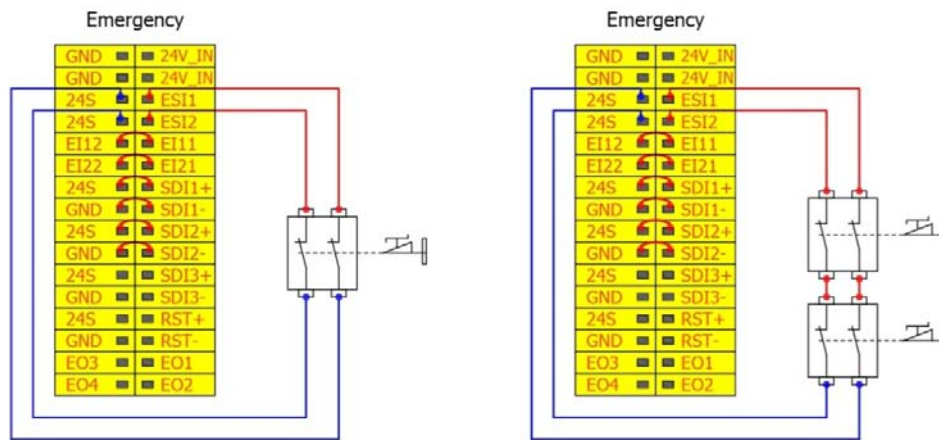 Emergency
GND 24V_IN
GND 24V_IN
24S ESI1
24S ESI2
EI12 EI11
EI22 EI21
24S SDI1+
GND SDI1-
24S SDI2+
GND SDI2-
24S SDI3+
GND SDI3-
24S RST+
GND RST-
EO3 EO1
EO4 EO2
Emergency
GND 24V_IN
GND 24V_IN
24S ESI1
24S ESI2
EI12 EI11
EI22 EI21
24S SDI1+
GND SDI1-
24S SDI2+
GND SDI2-
24S SDI3+
GND SDI3-
24S RST+
GND RST-
EO3 EO1
EO4 EO2